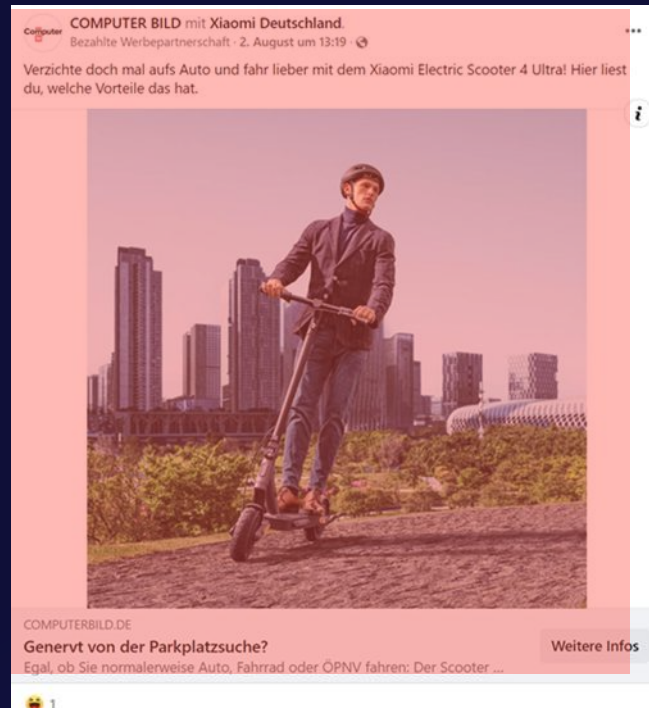 Computer
COMPUTER BILD mit Xiaomi Deutschland.
Bezahlte Werbepartnerschaft · 2. August um 13:19 ·
Verzichte doch mal aufs Auto und fahr lieber mit dem Xiaomi Electric Scooter 4 Ultra! Hier liest
du, welche Vorteile das hat.
COMPUTERBILD.DE
Genervt von der Parkplatzsuche?
Weitere Infos
Egal, ob Sie normalerweise Auto, Fahrrad oder ÖPNV fahren: Der Scooter ...
1